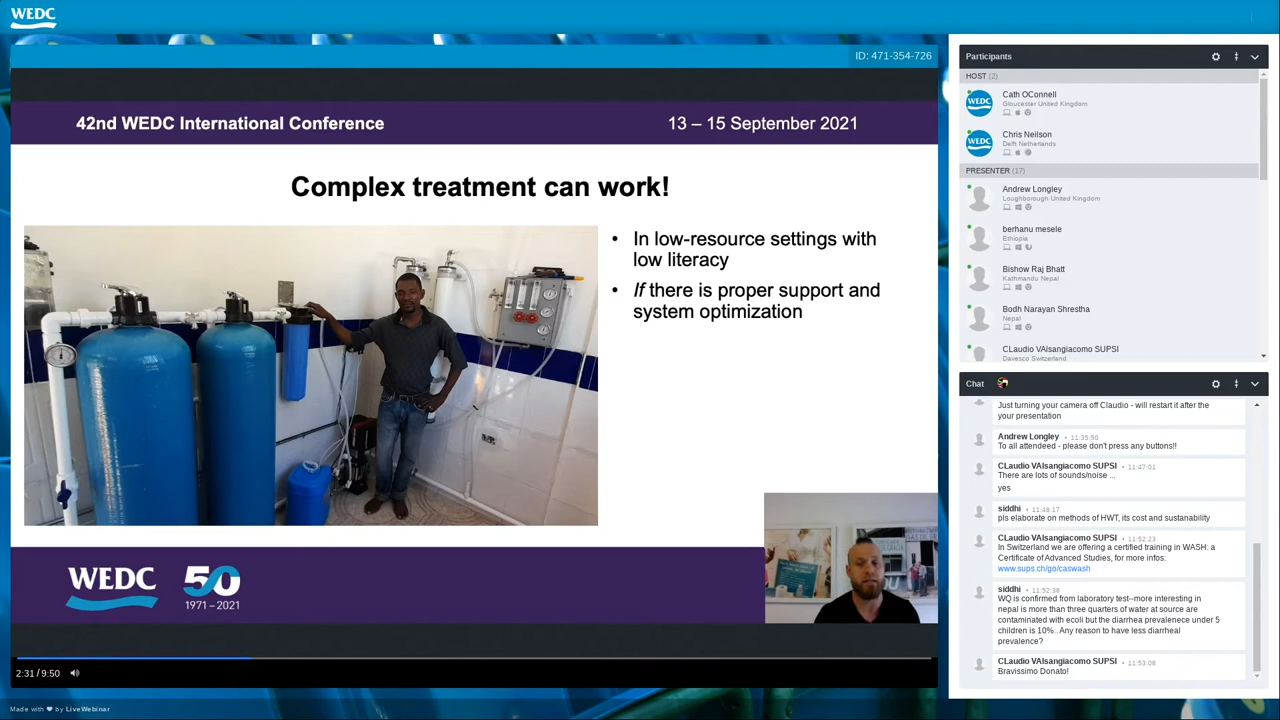 WEDC
ID: 471-354-726
42nd WEDC International Conference
13 – 15 September 2021
Complex treatment can work!
• In low-resource settings with
low literacy
• If there is proper support and
system optimization
WEDC
50
1971 – 2021
2:31 / 9:50
Made with ❤ by LiveWebinar
Participants
HOST (2)
WEDC
Cath OConnell
Gloucester United Kingdom
WEDC
Chris Neilson
Delft Netherlands
PRESENTER (17)
Andrew Longley
Loughborough United Kingdom
berhanu mesele
Ethiopia
Bishow Raj Bhatt
Kathmandu Nepal
Bodh Narayan Shrestha
Nepal
CLaudio VAlsangiacomo SUPSI
Davesco Switzerland
Chat
Just turning your camera off Claudio - will restart it after the
your presentation
Andrew Longley • 11:35:50
To all attendeed - please don't press any buttons!!
CLaudio VAlsangiacomo SUPSI • 11:47:01
There are lots of sounds/noise ...
yes
siddhi • 11:48:17
pls elaborate on methods of HWT, its cost and sustanability
CLaudio VAlsangiacomo SUPSI • 11:52:23
In Switzerland we are offering a certified training in WASH: a
Certificate of Advanced Studies, for more infos:
www.sups.ch/go/caswash
siddhi • 11:52:38
WQ is confirmed from laboratory test--more interesting in
nepal is more than three quarters of water at source are
contaminated with ecoli but the diarrhea prevalenece under 5
children is 10%.. Any reason to have less diarrheal
prevalence?
CLaudio VAlsangiacomo SUPSI • 11:53:08
Bravissimo Donato!